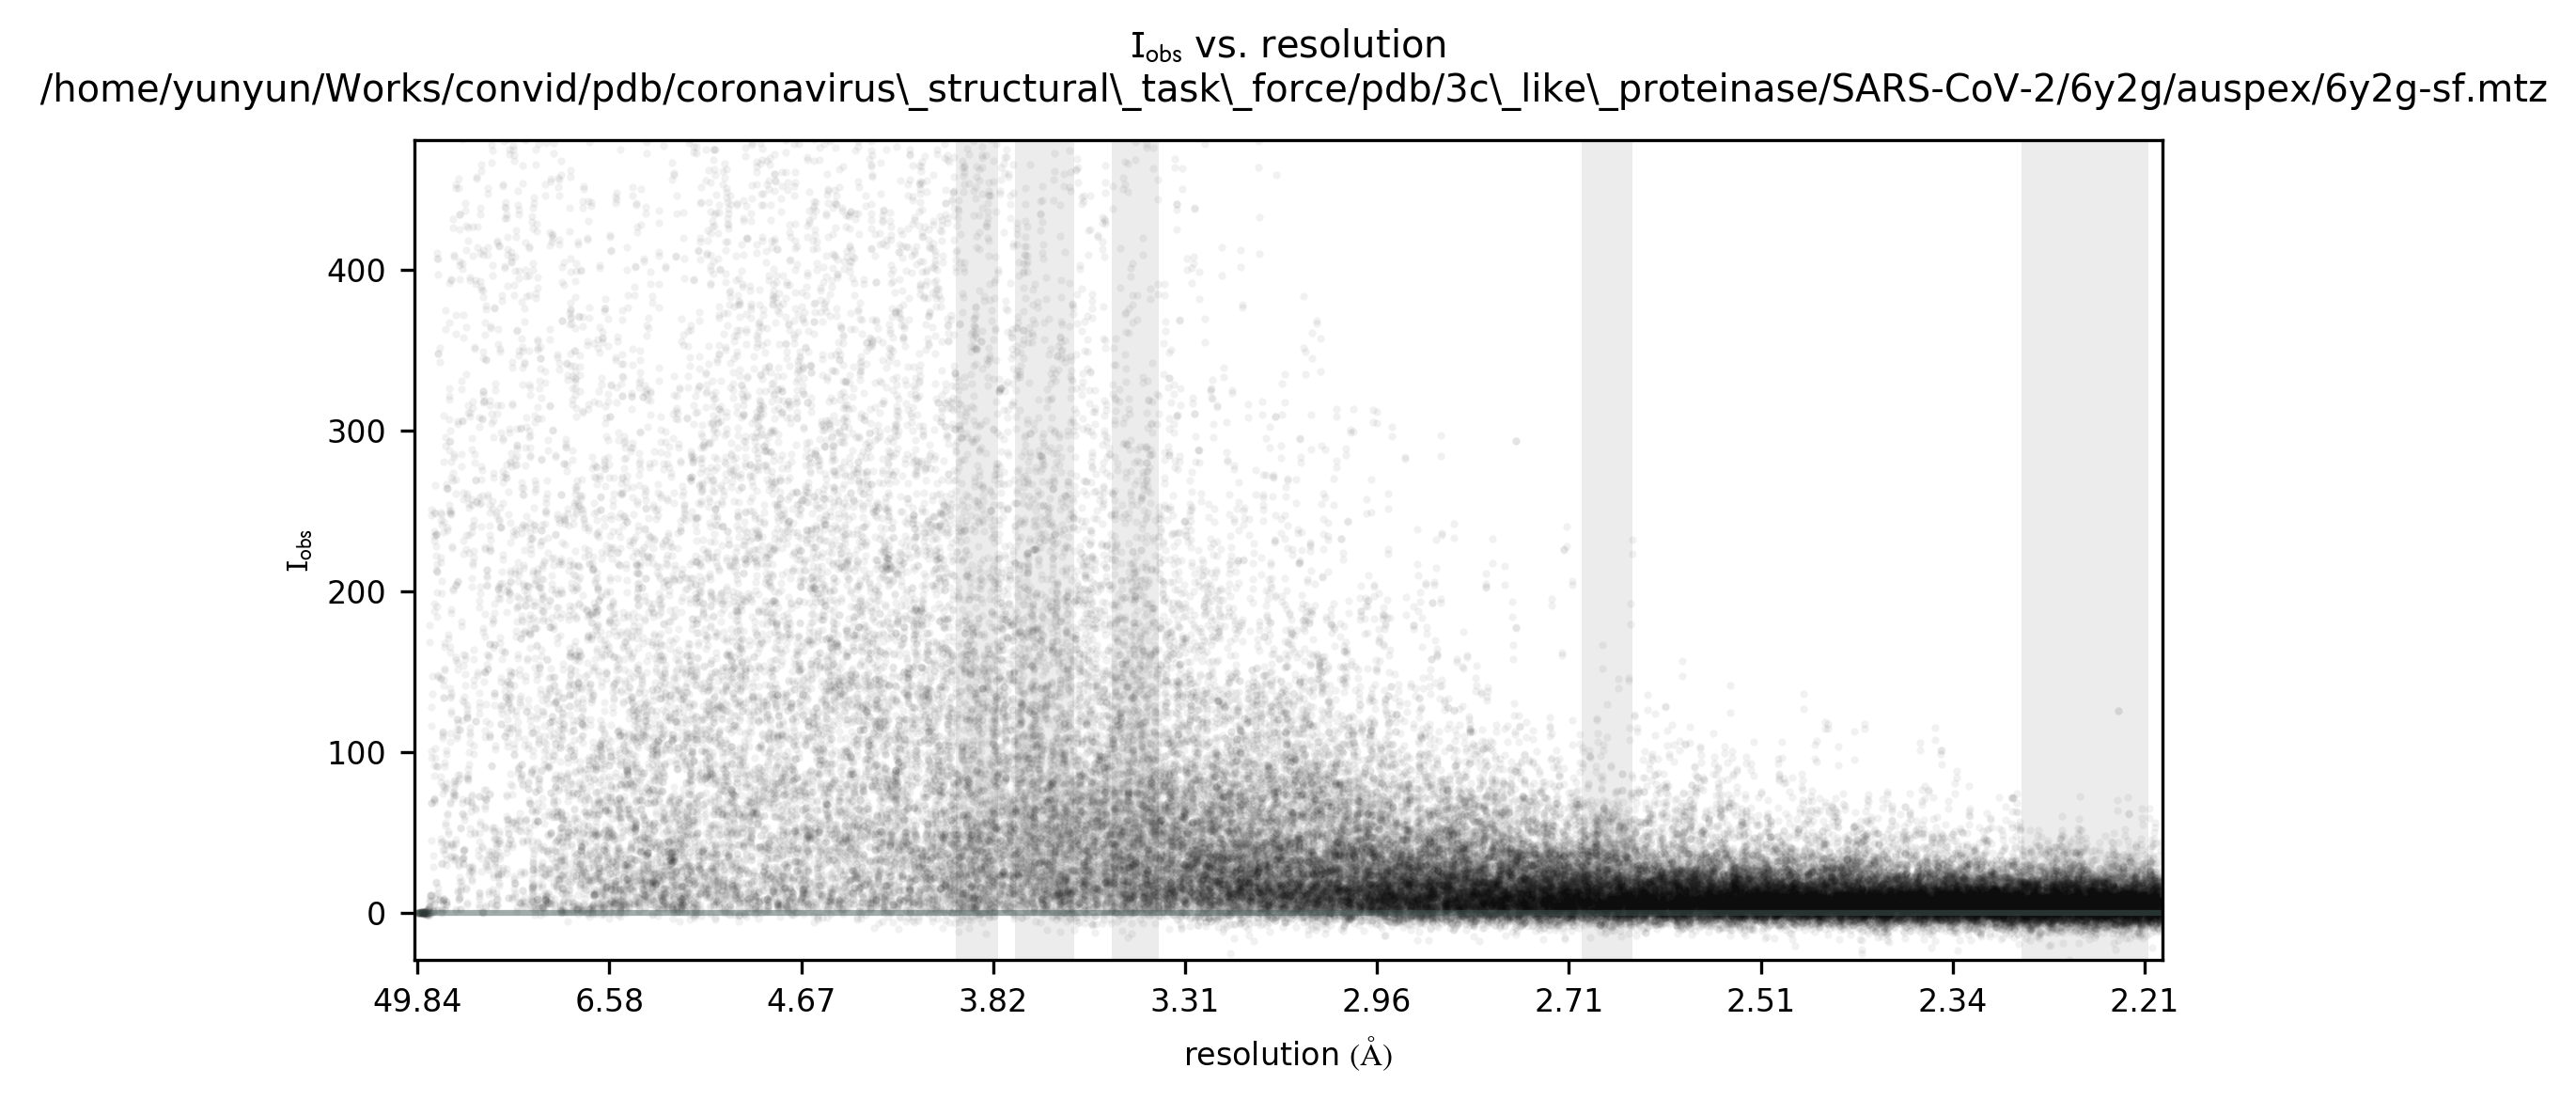 I_obs vs. resolution
/home/yunyun/Works/convid/pdb/coronavirus\_structural\_task\_force/pdb/3c\_like\_proteinase/SARS-CoV-2/6y2g/auspex/6y2g-sf.mtz
400
300
I_obs
200
100
0
49.84 6.58 4.67 3.82 3.31 2.96 2.71 2.51 2.34 2.21
resolution (Å)